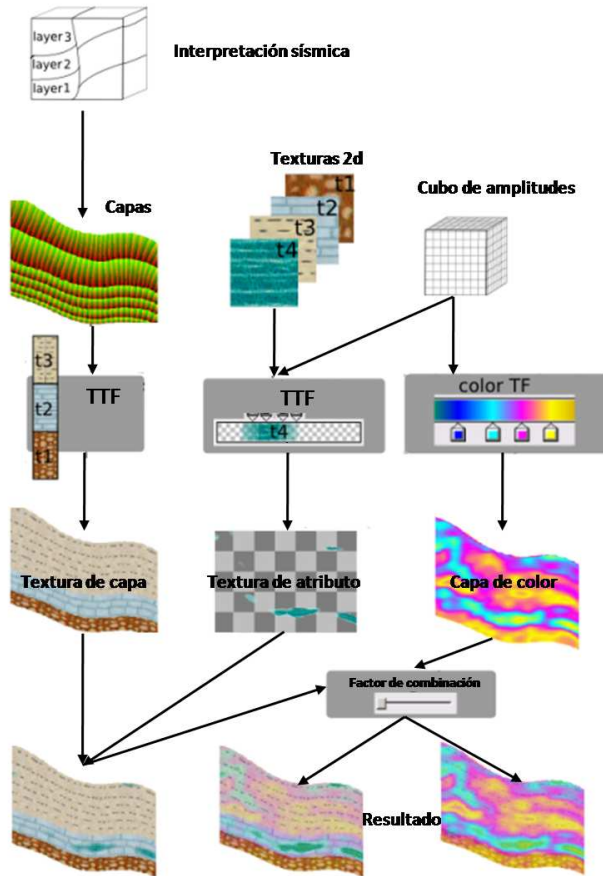 layer3
layer2
layer1
Interpretación sísmica
Texturas 2d
t1
t2
t3
t4
Cubo de amplitudes
Capas
t3
t2
t1
TTF
TTF
t4
color TF
Textura de capa
Textura de atributo
Capa de color
Factor de combinación
Resultado